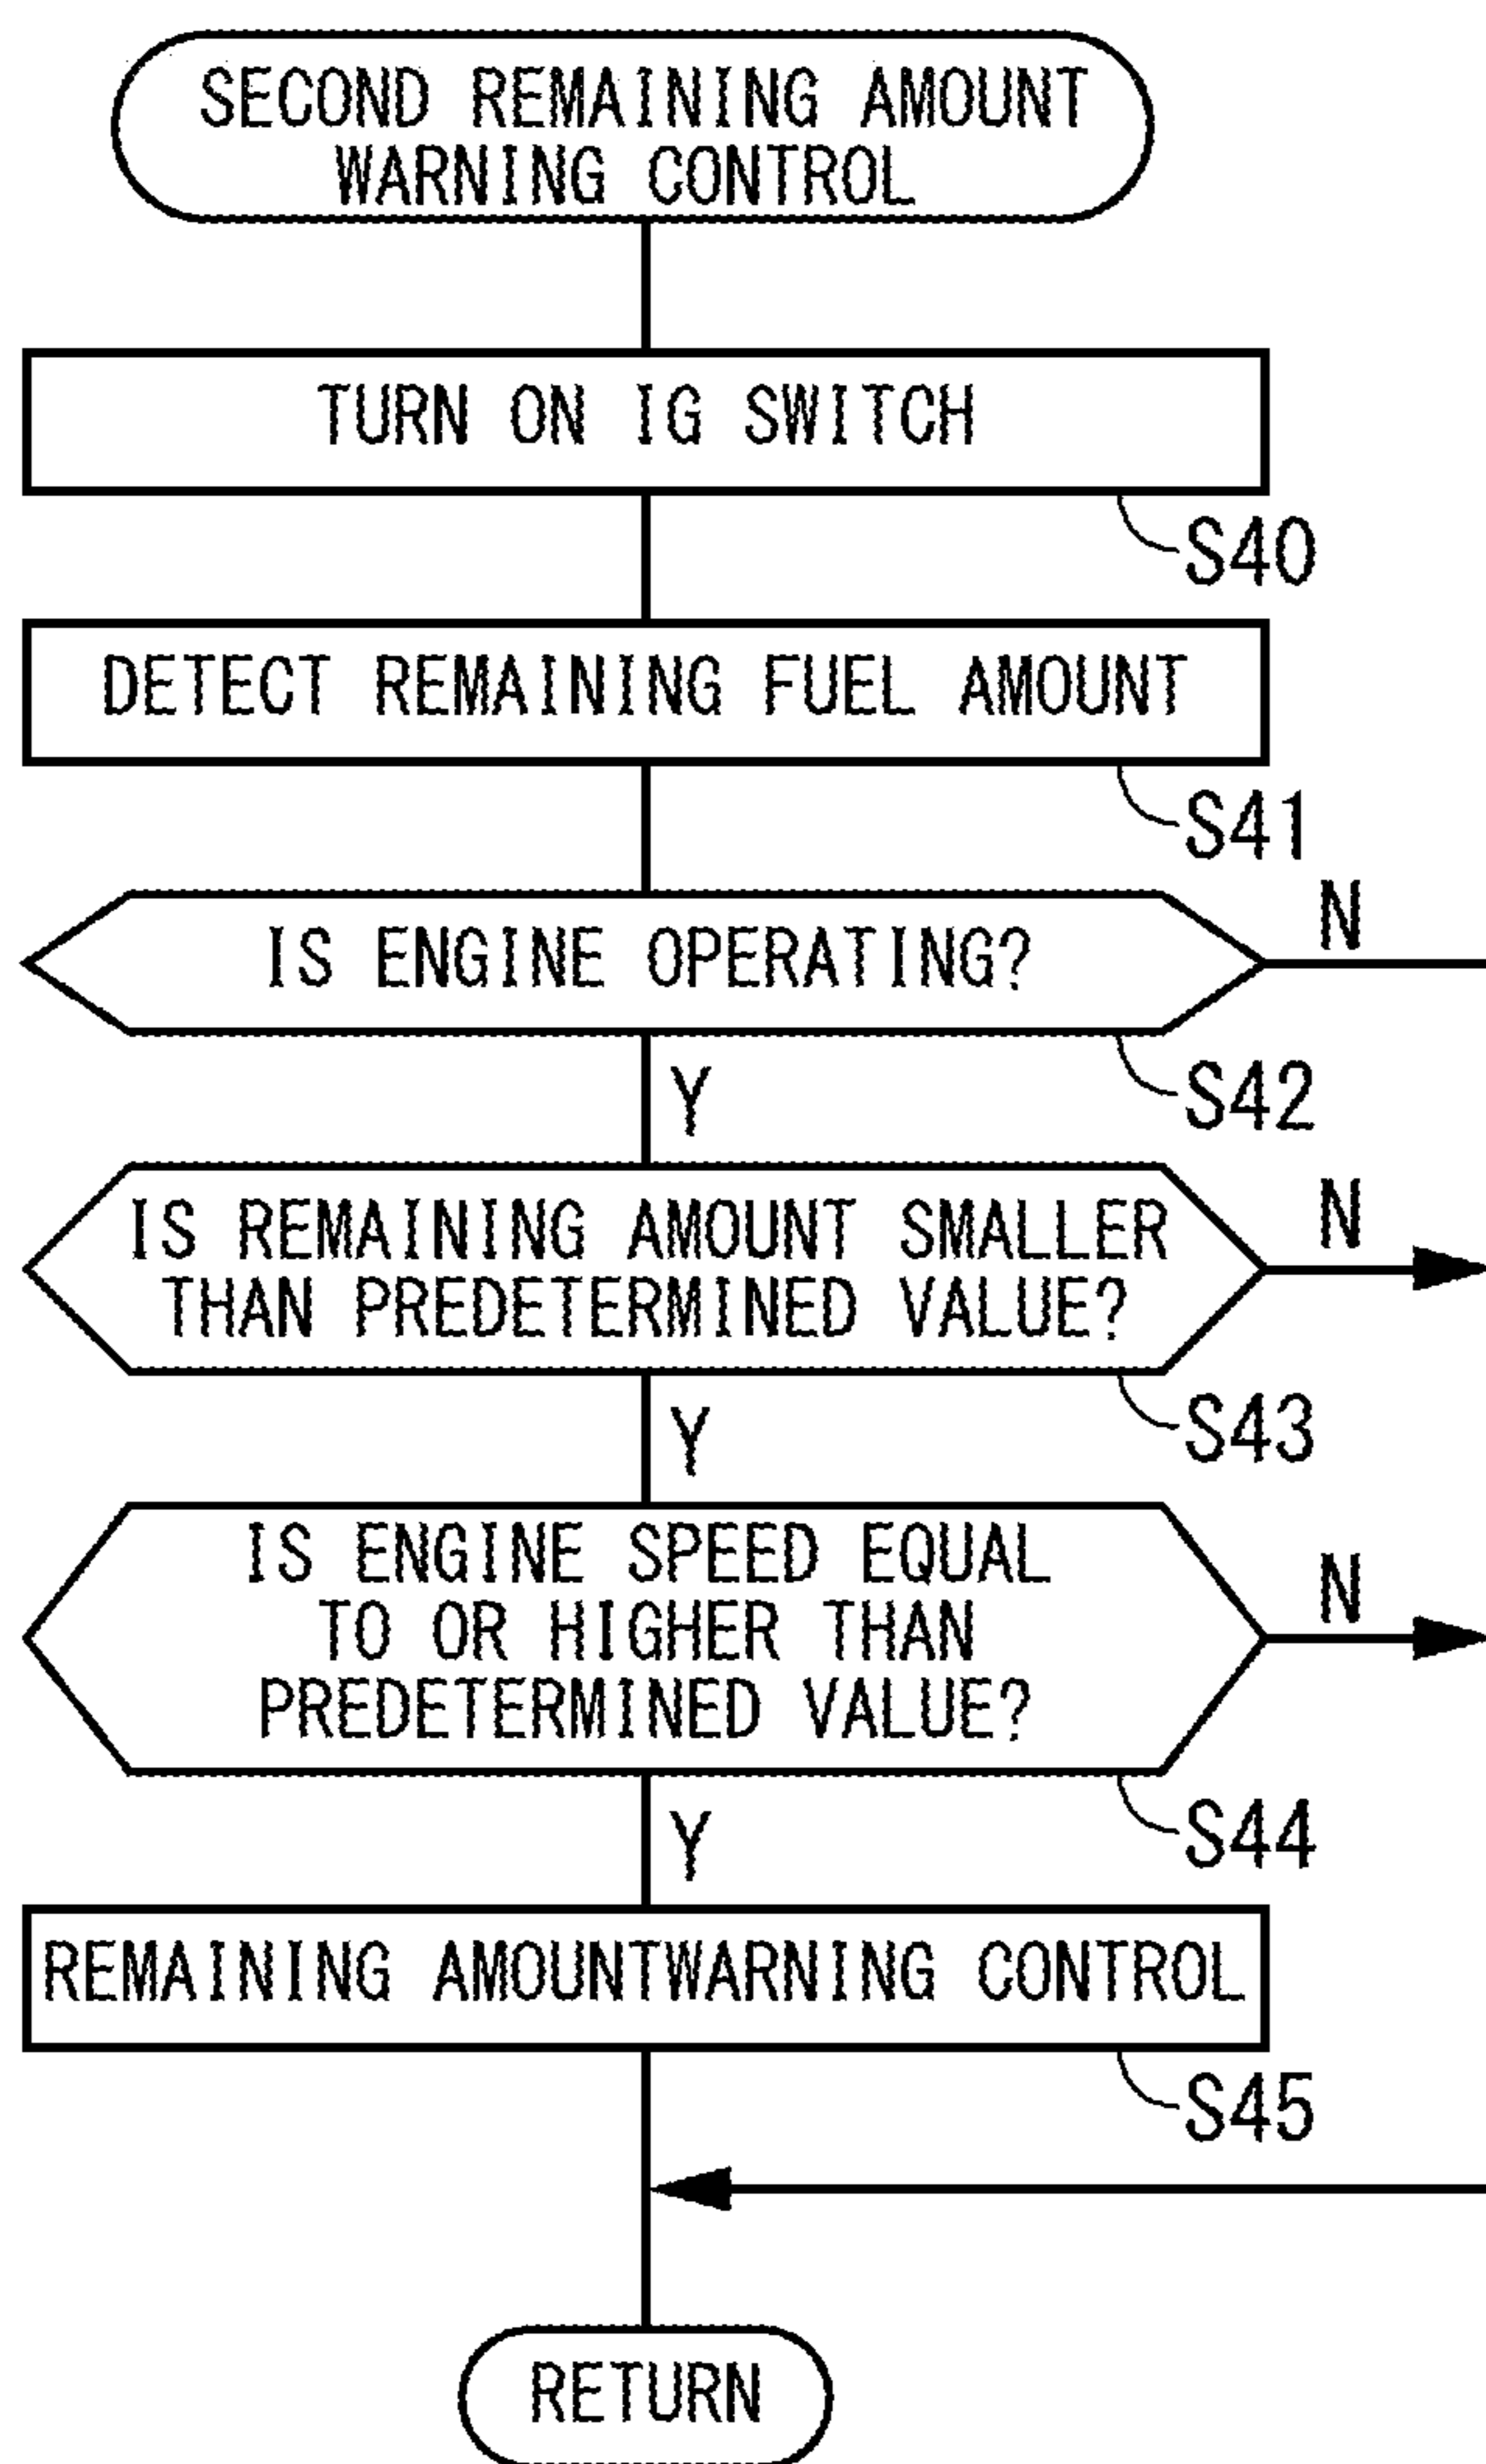 SECOND REMAINING AMOUNT
WARNING CONTROL
TURN ON IG SWITCH
S40
DETECT REMAINING FUEL AMOUNT
S41
IS ENGINE OPERATING?
N
S42
Y
IS REMAINING AMOUNT SMALLER
THAN PREDETERMINED VALUE?
N
S43
Y
IS ENGINE SPEED EQUAL
TO OR HIGHER THAN
PREDETERMINED VALUE?
N
S44
Y
REMAINING AMOUNTWARNING CONTROL
S45
RETURN